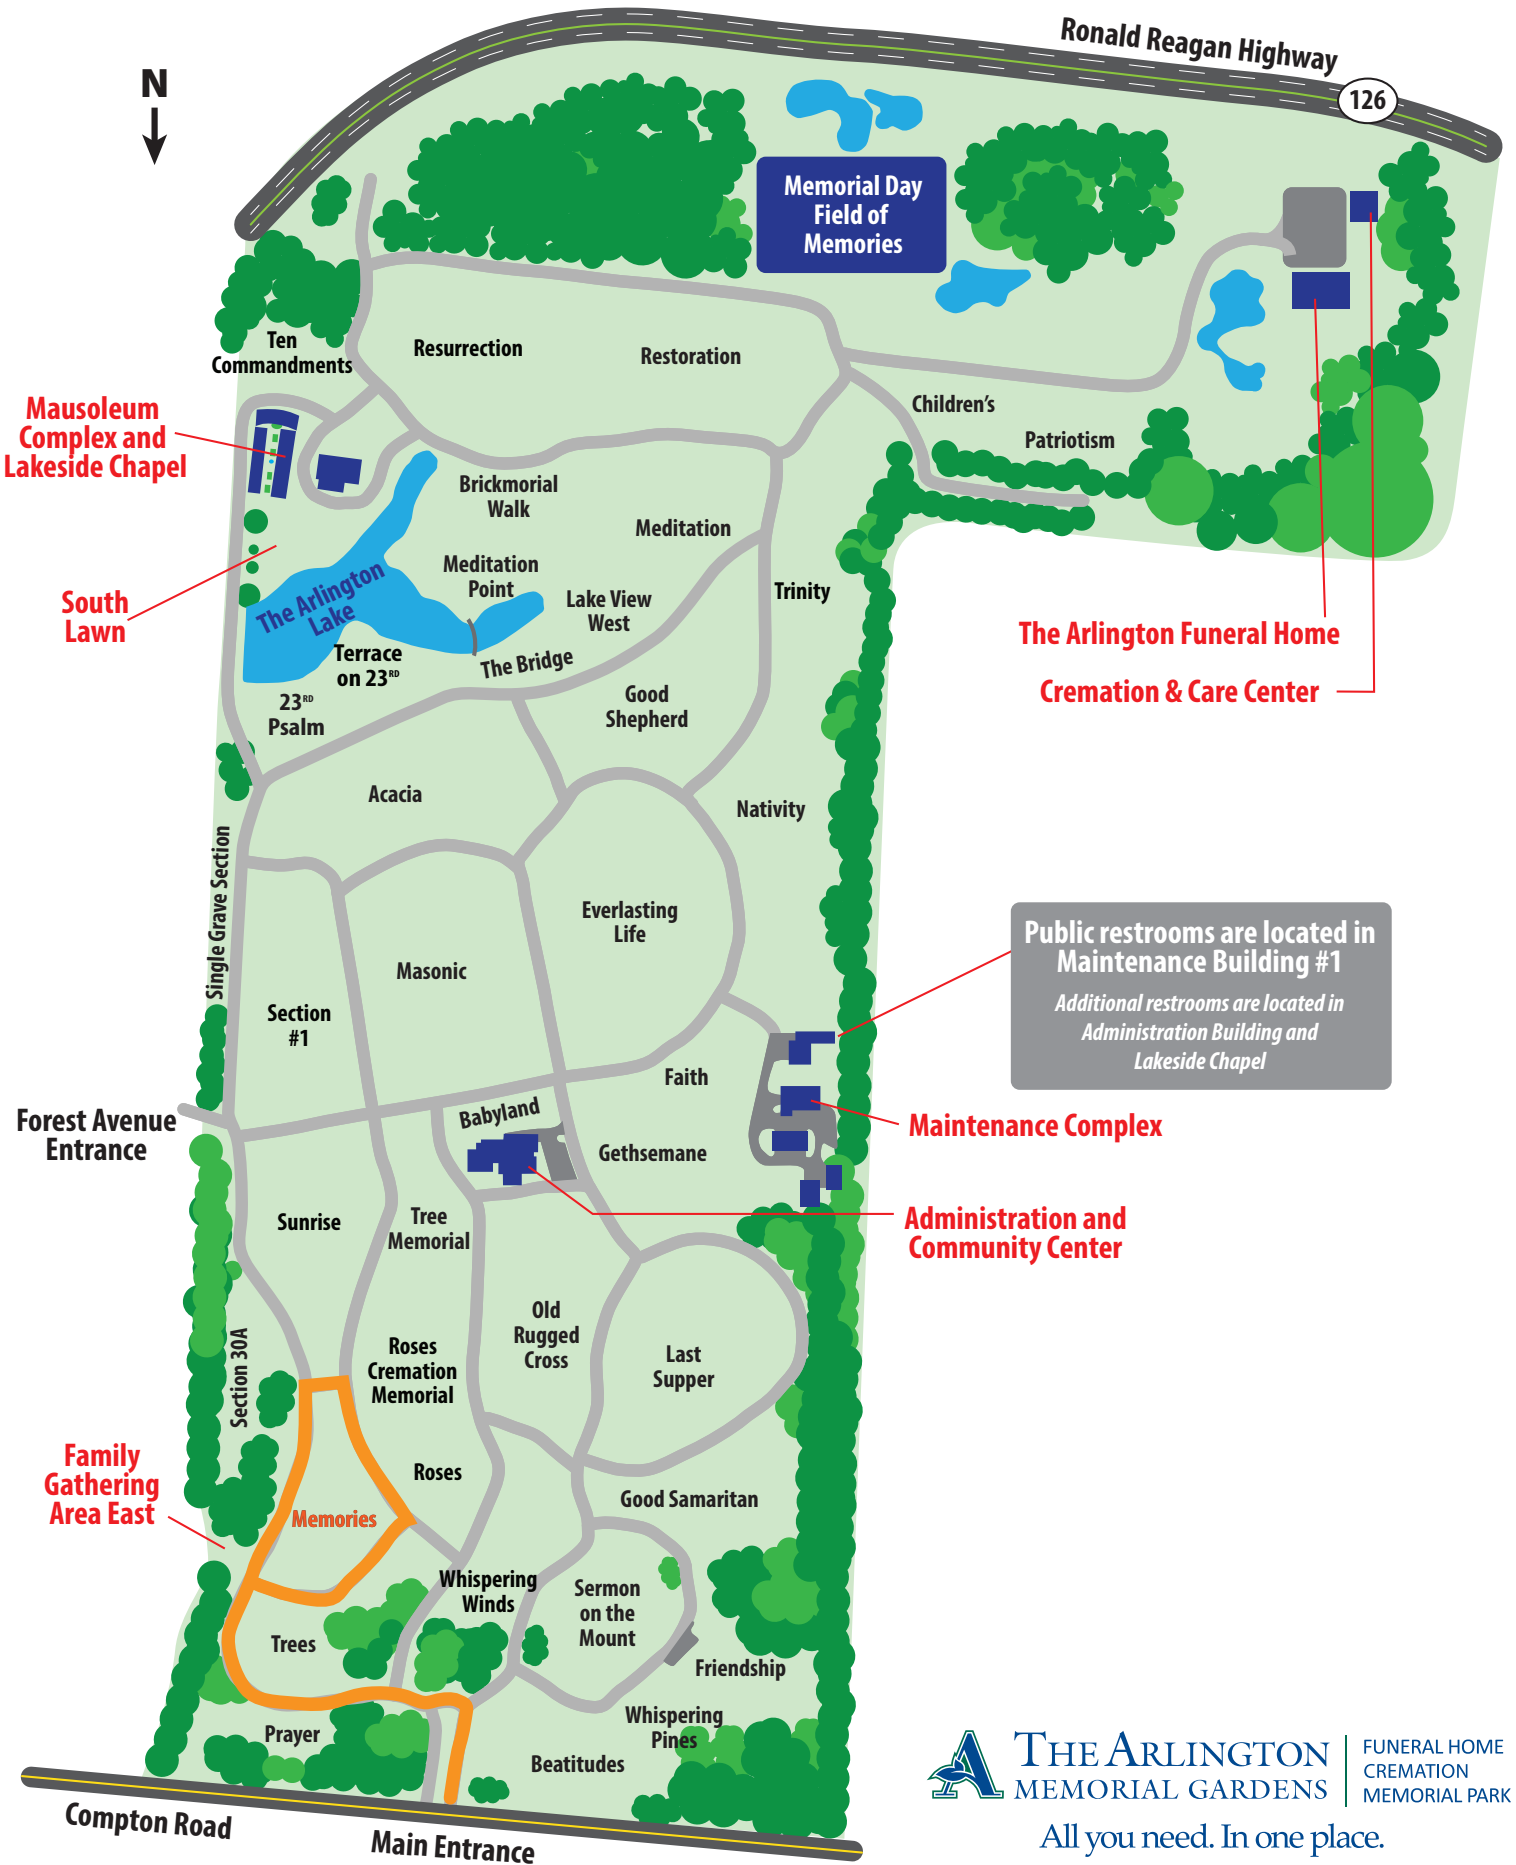 Ronald Reagan Highway
126
N
Memorial Day
Field of
Memories
Ten
Commandments
Resurrection
Restoration
Children's
Patriotism
Mausoleum
Complex and
Lakeside Chapel
Brickmorial
Walk
Meditation
Meditation
Point
Lake View
West
Trinity
The Arlington
Lake
South
Lawn
Terrace
on 23RD
The Bridge
23RD
Psalm
Good
Shepherd
The Arlington Funeral Home
Cremation & Care Center
Acacia
Nativity
Single Grave Section
Everlasting
Life
Masonic
Section
#1
Public restrooms are located in
Maintenance Building #1
Additional restrooms are located in
Administration Building and
Lakeside Chapel
Faith
Babyland
Forest Avenue
Entrance
Maintenance Complex
Gethsemane
Sunrise
Tree
Memorial
Administration and
Community Center
Old
Rugged
Cross
Roses
Cremation
Memorial
Last
Supper
Section 30A
Family
Gathering
Area East
Roses
Memories
Good Samaritan
Whispering
Winds
Sermon
on the
Mount
Trees
Friendship
Whispering
Pines
Prayer
Beatitudes
Compton Road
Main Entrance
A
THE ARLINGTON
MEMORIAL GARDENS
FUNERAL HOME
CREMATION
MEMORIAL PARK
All you need. In one place.